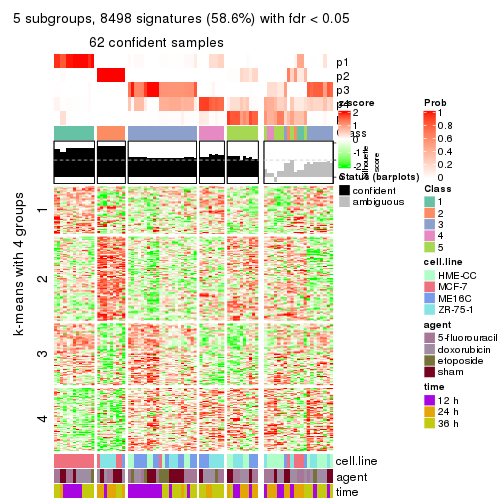 5 subgroups, 8498 signatures (58.6%) with fdr < 0.05
62 confident samples
p1
p2
p3
p4
z-score
2
1
0
-1
-2
Class
Silhouette
score
Status (barplots)
confident
ambiguous
k-means with 4 groups
1
2
3
4
cell.line
agent
time
Prob
1
0.8
0.6
0.4
0.2
0
Class
1
2
3
4
5
cell.line
HME-CC
MCF-7
ME16C
ZR-75-1
agent
5-fluorouracil
doxorubicin
etoposide
sham
time
12 h
24 h
36 h